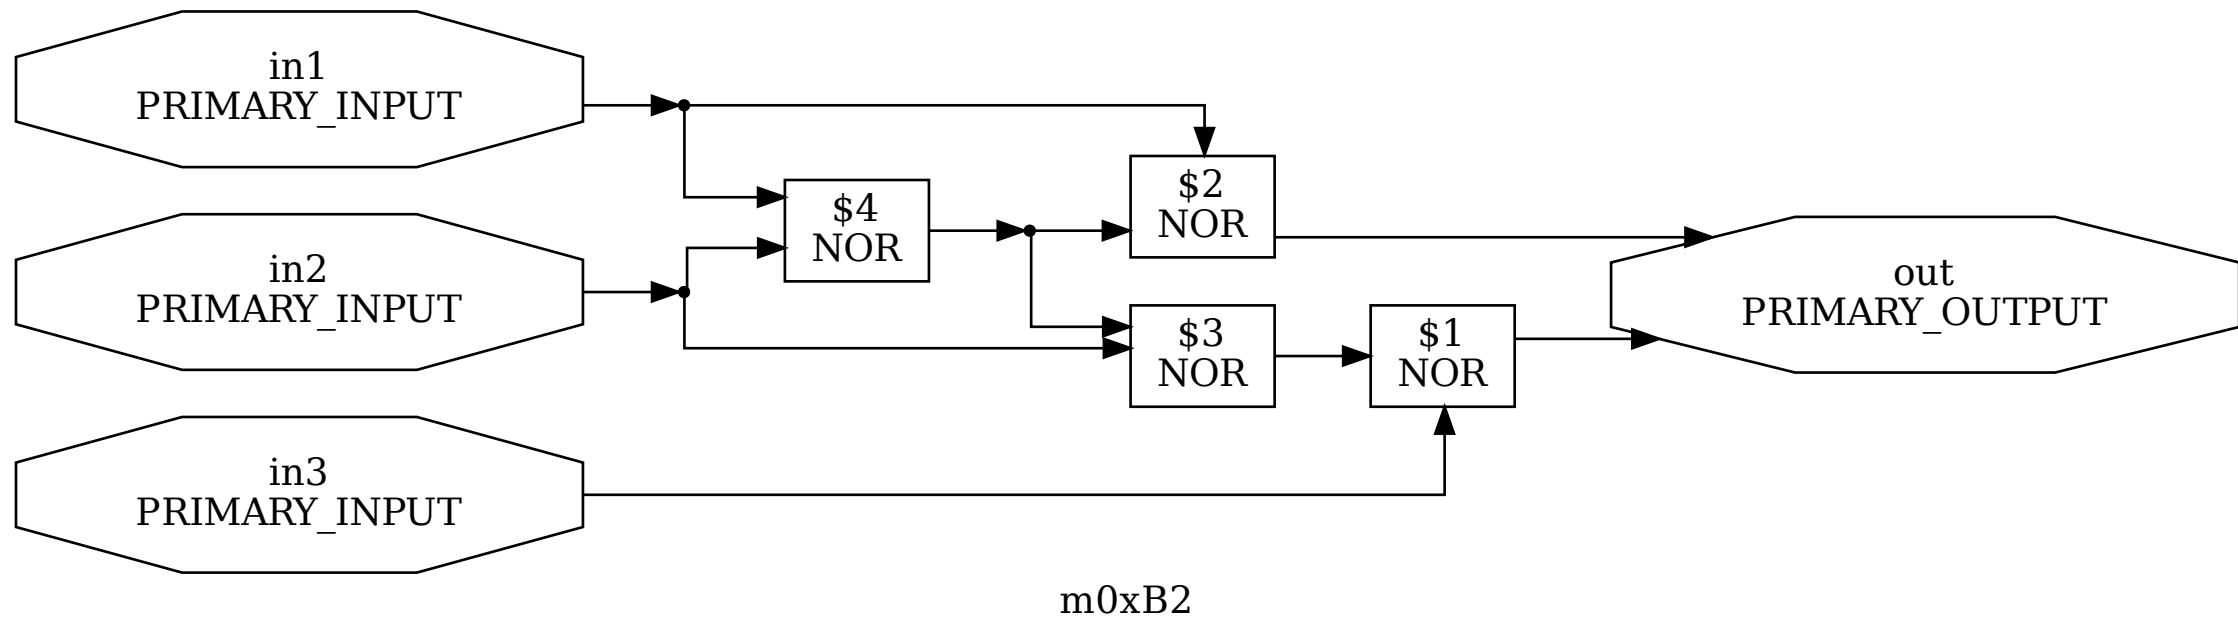 in1
PRIMARY_INPUT
in2
PRIMARY_INPUT
in3
PRIMARY_INPUT
$4
NOR
$2
NOR
$3
NOR
$1
NOR
out
PRIMARY_OUTPUT
m0xB2